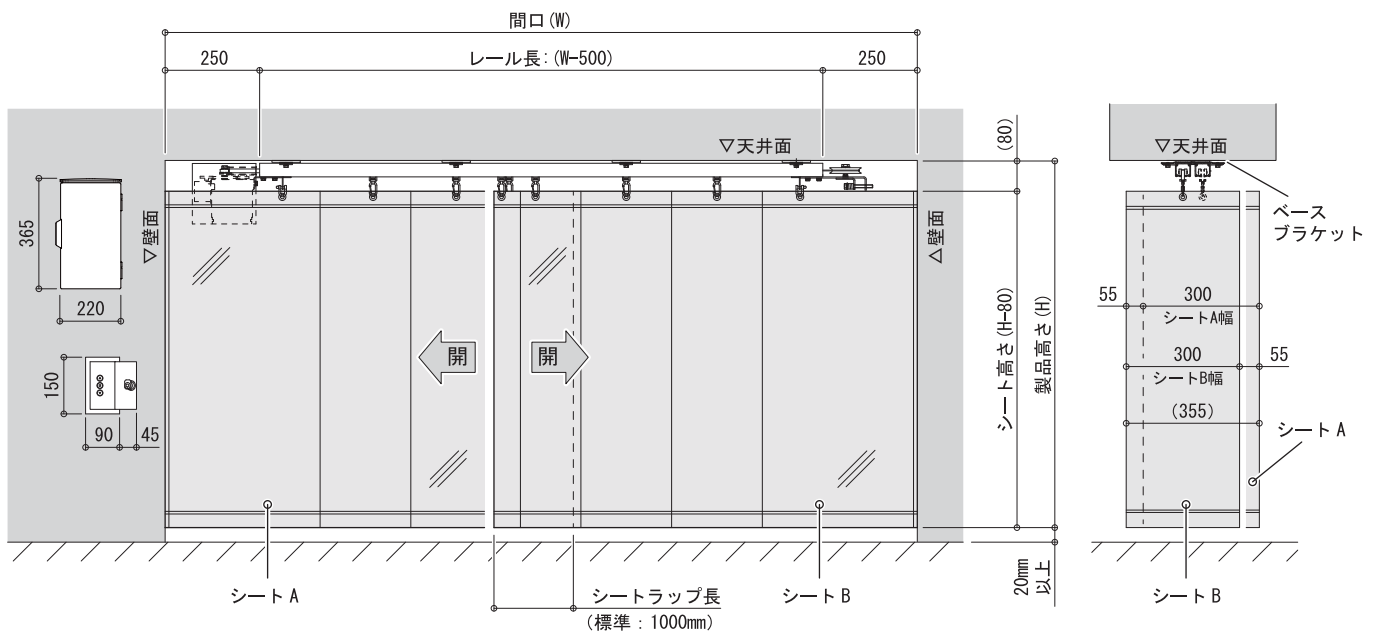 間口(W)
250
レール長:(W-500)
250
(80)
▽天井面
▽天井面
ベース
ブラケット
365
220
▽壁面
△壁面
150
90
45
開
開
シート高さ(H-80)
製品高さ(H)
55
300
シートA幅
300
55
シートB幅
(355)
シートA
シートA
シートラップ長
(標準：1000mm)
シートB
20mm
以上
シートB